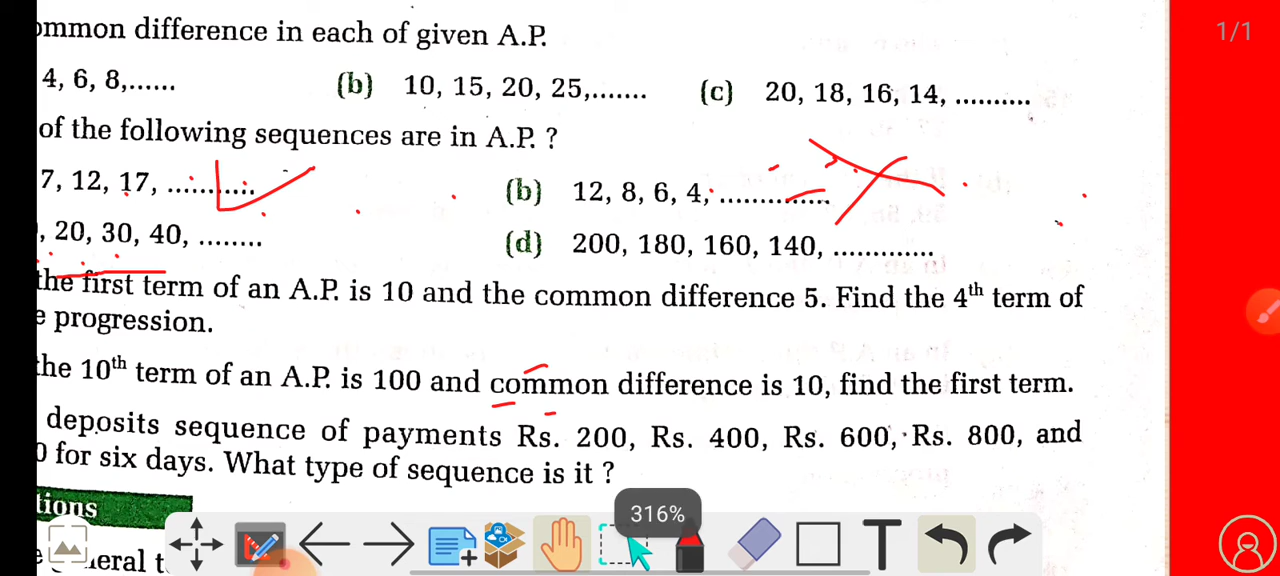 1/1
ommon difference in each of given A.P.
4, 6, 8,...... (b) 10, 15, 20, 25,....... (c) 20, 18, 16, 14, ..........
of the following sequences are in A.P. ?
7, 12, 17, ............ (b) 12, 8, 6, 4, ...............
, 20, 30, 40, ........ (d) 200, 180, 160, 140, .............
the first term of an A.P. is 10 and the common difference 5. Find the 4th term of
e progression.
the 10th term of an A.P. is 100 and common difference is 10, find the first term.
deposits sequence of payments Rs. 200, Rs. 400, Rs. 600, Rs. 800, and
0 for six days. What type of sequence is it ?
tions
316%
eral t
T